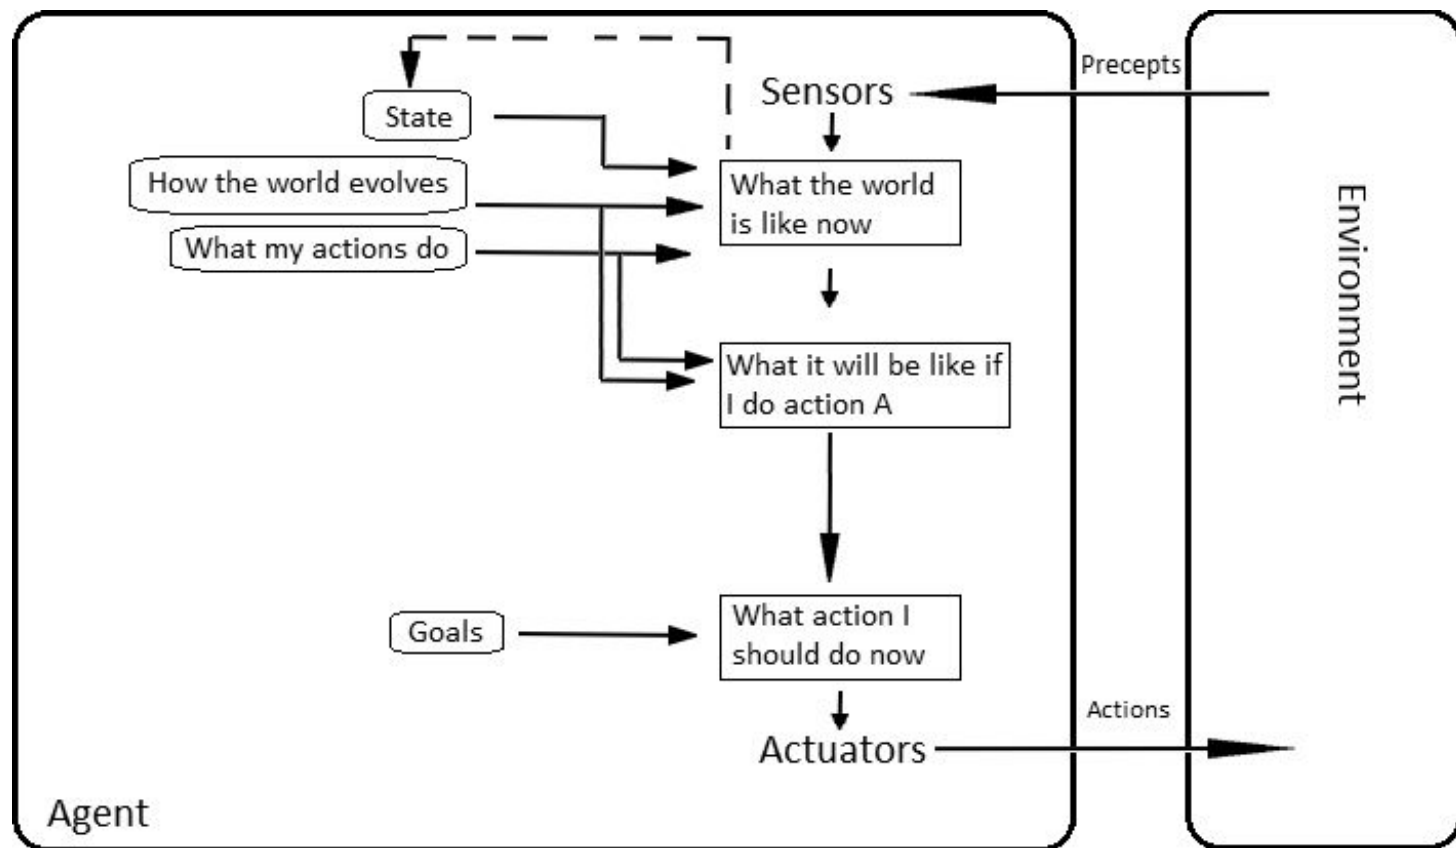 Precepts
Sensors
State
How the world evolves
What the world
is like now
What my actions do
Environment
What it will be like if
I do action A
Goals
What action I
should do now
Actions
Actuators
Agent